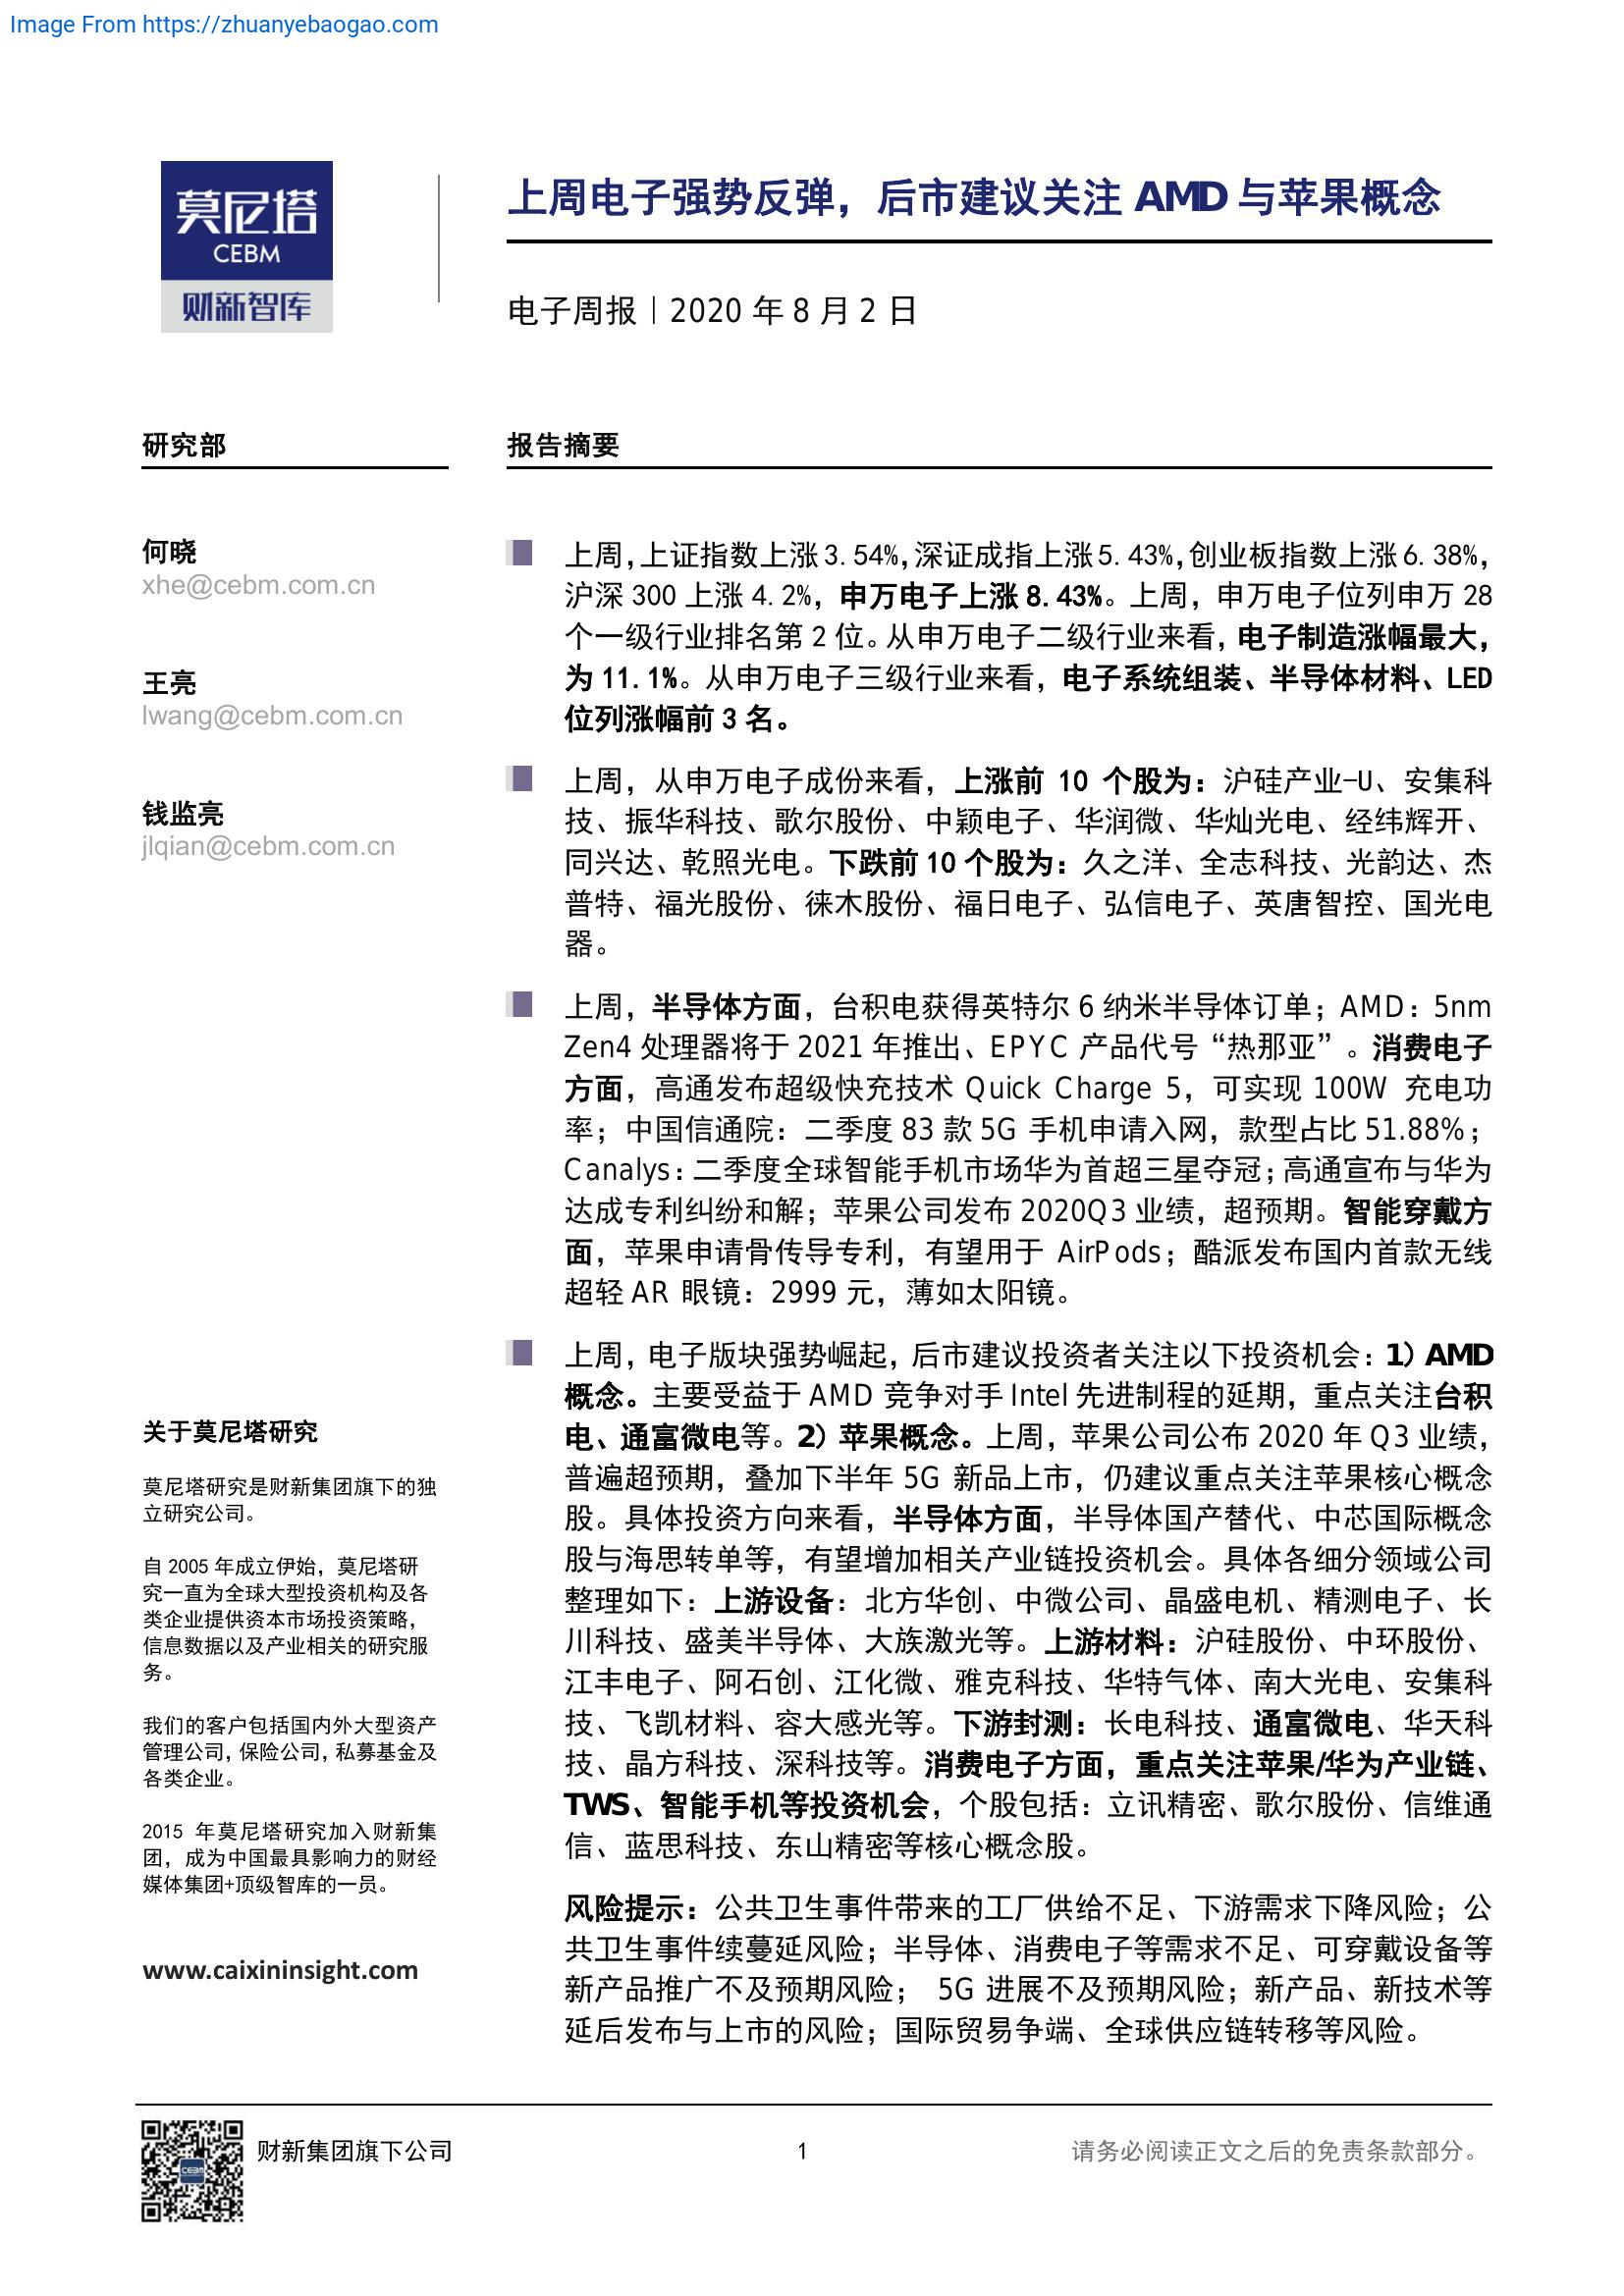 Image From https://zhuanyebaogao.com
莫尼塔
CEBM
财新智库
上周电子强势反弹，后市建议关注 AMD 与苹果概念
电子周报｜2020 年 8 月 2 日
研究部
何晓
xhe@cebm.com.cn
王亮
lwang@cebm.com.cn
钱监亮
jlqian@cebm.com.cn
关于莫尼塔研究
莫尼塔研究是财新集团旗下的独
立研究公司。
自 2005 年成立伊始，莫尼塔研
究一直为全球大型投资机构及各
类企业提供资本市场投资策略，
信息数据以及产业相关的研究服
务。
我们的客户包括国内外大型资产
管理公司，保险公司，私募基金及
各类企业。
2015 年莫尼塔研究加入财新集
团，成为中国最具影响力的财经
媒体集团+顶级智库的一员。
www.caixininsight.com
报告摘要
上周，上证指数上涨 3.54%，深证成指上涨 5.43%，创业板指数上涨 6.38%，
沪深 300 上涨 4.2%，申万电子上涨 8.43%。上周，申万电子位列申万 28
个一级行业排名第 2 位。从申万电子二级行业来看，电子制造涨幅最大，
为 11.1%。从申万电子三级行业来看，电子系统组装、半导体材料、LED
位列涨幅前 3 名。
上周，从申万电子成份来看，上涨前 10 个股为：沪硅产业-U、安集科
技、振华科技、歌尔股份、中颖电子、华润微、华灿光电、经纬辉开、
同兴达、乾照光电。下跌前 10 个股为：久之洋、全志科技、光韵达、杰
普特、福光股份、徕木股份、福日电子、弘信电子、英唐智控、国光电
器。
上周，半导体方面，台积电获得英特尔 6 纳米半导体订单；AMD：5nm
Zen4 处理器将于 2021 年推出、EPYC 产品代号“热那亚”。消费电子
方面，高通发布超级快充技术 Quick Charge 5，可实现 100W 充电功
率；中国信通院：二季度 83 款 5G 手机申请入网，款型占比 51.88%；
Canalys：二季度全球智能手机市场华为首超三星夺冠；高通宣布与华为
达成专利纠纷和解；苹果公司发布 2020Q3 业绩，超预期。智能穿戴方
面，苹果申请骨传导专利，有望用于 AirPods；酷派发布国内首款无线
超轻 AR 眼镜：2999 元，薄如太阳镜。
上周，电子版块强势崛起，后市建议投资者关注以下投资机会：1）AMD
概念。主要受益于 AMD 竞争对手 Intel 先进制程的延期，重点关注台积
电、通富微电等。2）苹果概念。上周，苹果公司公布 2020 年 Q3 业绩，
普遍超预期，叠加下半年 5G 新品上市，仍建议重点关注苹果核心概念
股。具体投资方向来看，半导体方面，半导体国产替代、中芯国际概念
股与海思转单等，有望增加相关产业链投资机会。具体各细分领域公司
整理如下：上游设备：北方华创、中微公司、晶盛电机、精测电子、长
川科技、盛美半导体、大族激光等。上游材料：沪硅股份、中环股份、
江丰电子、阿石创、江化微、雅克科技、华特气体、南大光电、安集科
技、飞凯材料、容大感光等。下游封测：长电科技、通富微电、华天科
技、晶方科技、深科技等。消费电子方面，重点关注苹果/华为产业链、
TWS、智能手机等投资机会，个股包括：立讯精密、歌尔股份、信维通
信、蓝思科技、东山精密等核心概念股。
风险提示：公共卫生事件带来的工厂供给不足、下游需求下降风险；公
共卫生事件续蔓延风险；半导体、消费电子等需求不足、可穿戴设备等
新产品推广不及预期风险； 5G 进展不及预期风险；新产品、新技术等
延后发布与上市的风险；国际贸易争端、全球供应链转移等风险。
CEBM
财新集团旗下公司
1
请务必阅读正文之后的免责条款部分。